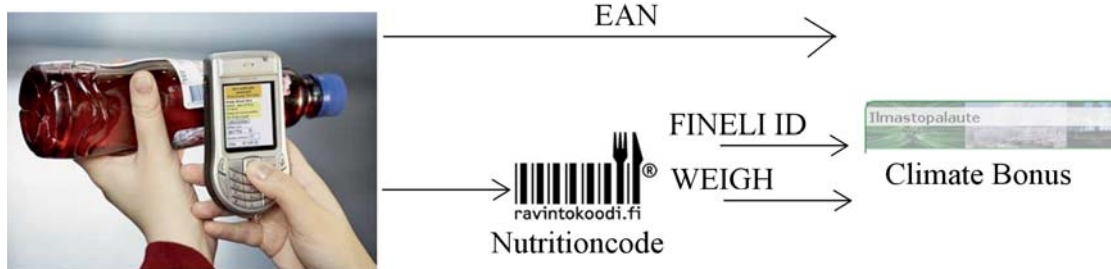 EAN
FINELI ID
WEIGH
Ilmastopalaute
Climate Bonus
®
ravintokoodi.fi
Nutritioncode